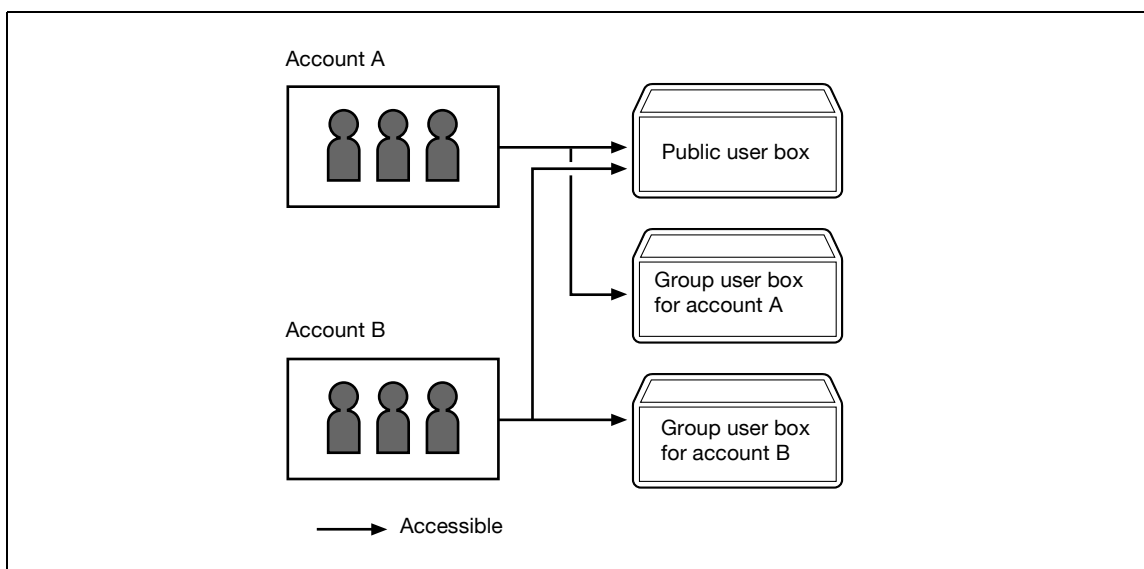 Account A
Public user box
Group user box
for account A
Account B
Group user box
for account B
Accessible